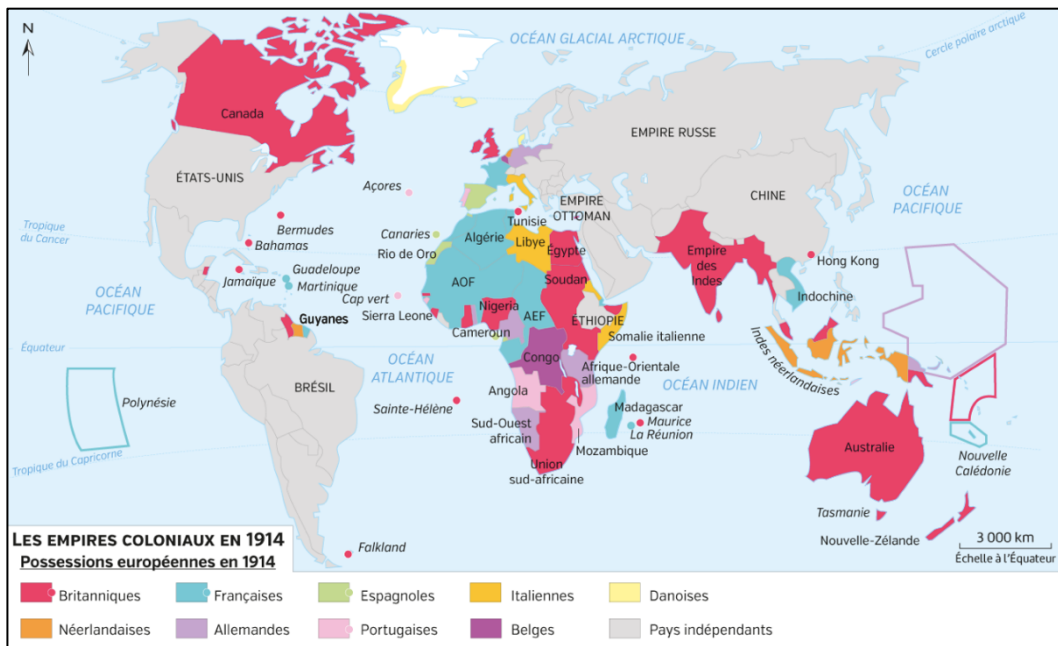 N
OCÉAN GLACIAL ARCTIQUE
Cercle polaire arctique
Canada
EMPIRE RUSSE
ÉTATS-UNIS
Açores
CHINE
OCÉAN
PACIFIQUE
EMPIRE
OTTOMAN
Tropique
du Cancer
Bermudes
Bahamas
Canaries
Rio de Oro
Tunisie
Algérie
Libye
Égypte
Empire
des
Indes
Hong Kong
OCÉAN
PACIFIQUE
Jamaïque
Guadeloupe
Martinique
Cap vert
AOF
Soudan
Indochine
Guyanes
Sierra Leone
Nigeria
AEF
ÉTHIOPIE
Cameroun
Somalie italienne
Équateur
OCÉAN
ATLANTIQUE
Congo
Afrique-Orientale
allemande
OCÉAN INDIEN
Indes néerlandaises
BRÉSIL
Polynésie
Sainte-Hélène
Angola
Madagascar
Maurice
La Réunion
Sud-Ouest
africain
Mozambique
Australie
Nouvelle
Calédonie
Tropique du Capricorne
Union
sud-africaine
Tasmanie
Nouvelle-Zélande
Falkland
3 000 km
Échelle à l'Équateur
LES EMPIRES COLONIAUX EN 1914
Possessions européennes en 1914
Britanniques
Françaises
Espagnoles
Italiennes
Danoises
Néerlandaises
Allemandes
Portugaises
Belges
Pays indépendants